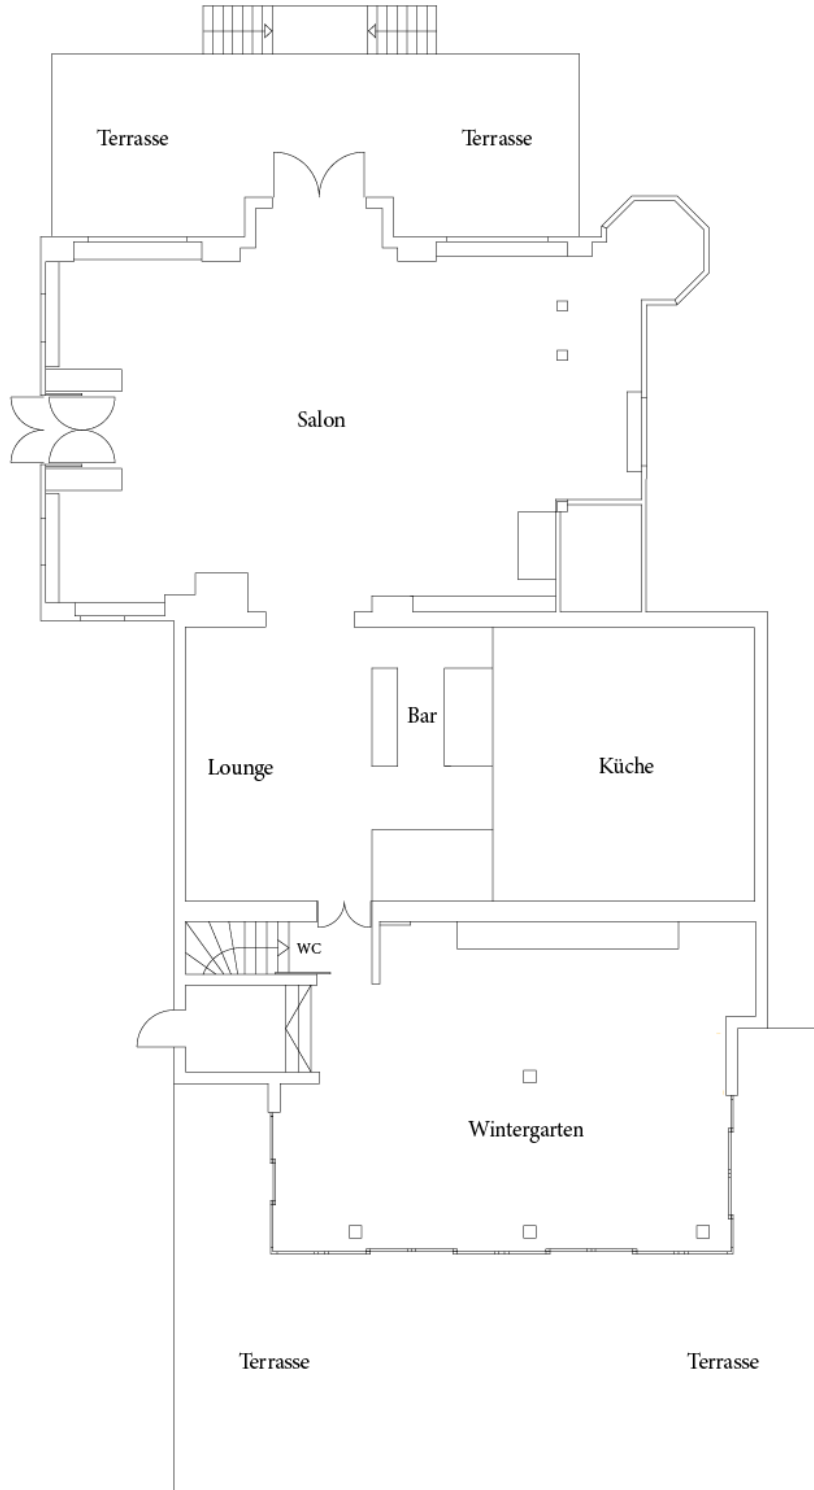 Terrasse
Terrasse
Salon
Bar
Lounge
Küche
WC
Wintergarten
Terrasse
Terrasse